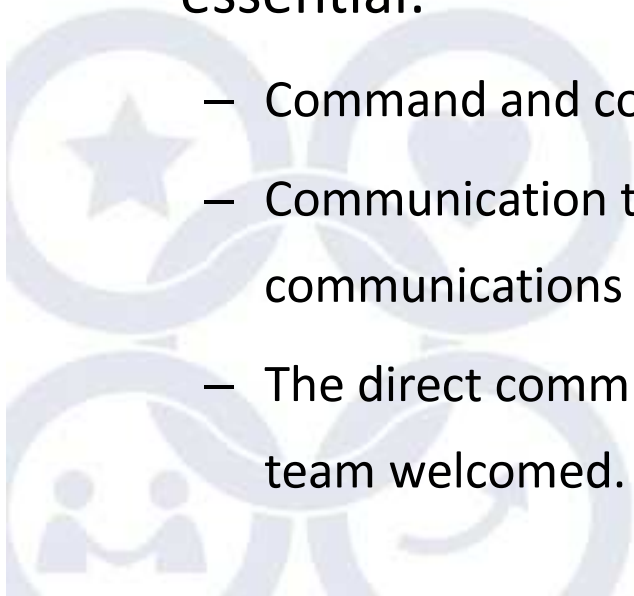 essential.
– Command and co
– Communication t
communications
– The direct comm
team welcomed.